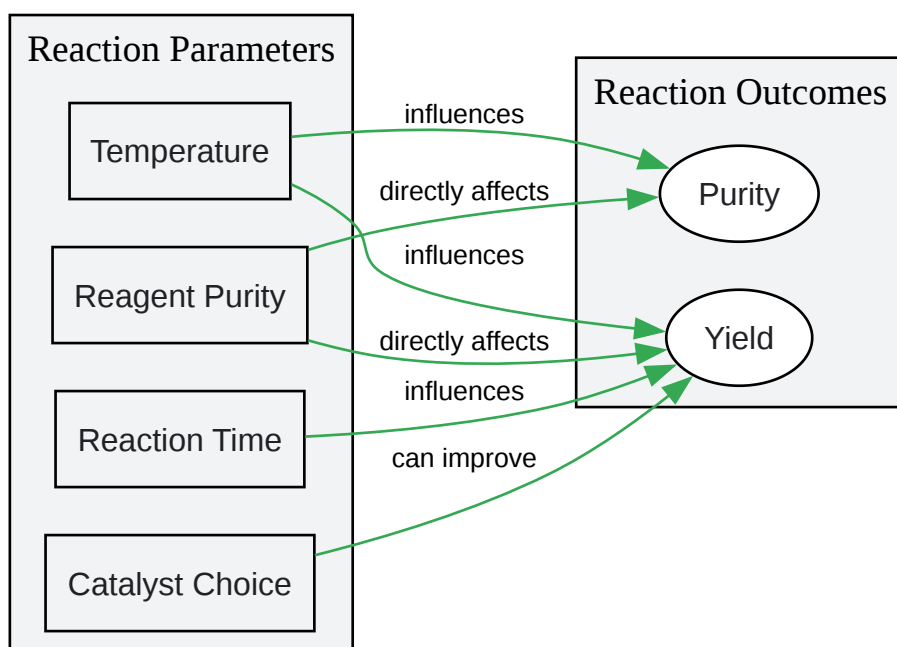 Reaction Parameters
Temperature
Reagent Purity
Reaction Time
Catalyst Choice
influences
directly affects
influences
directly affects
influences
can improve
Reaction Outcomes
Purity
Yield